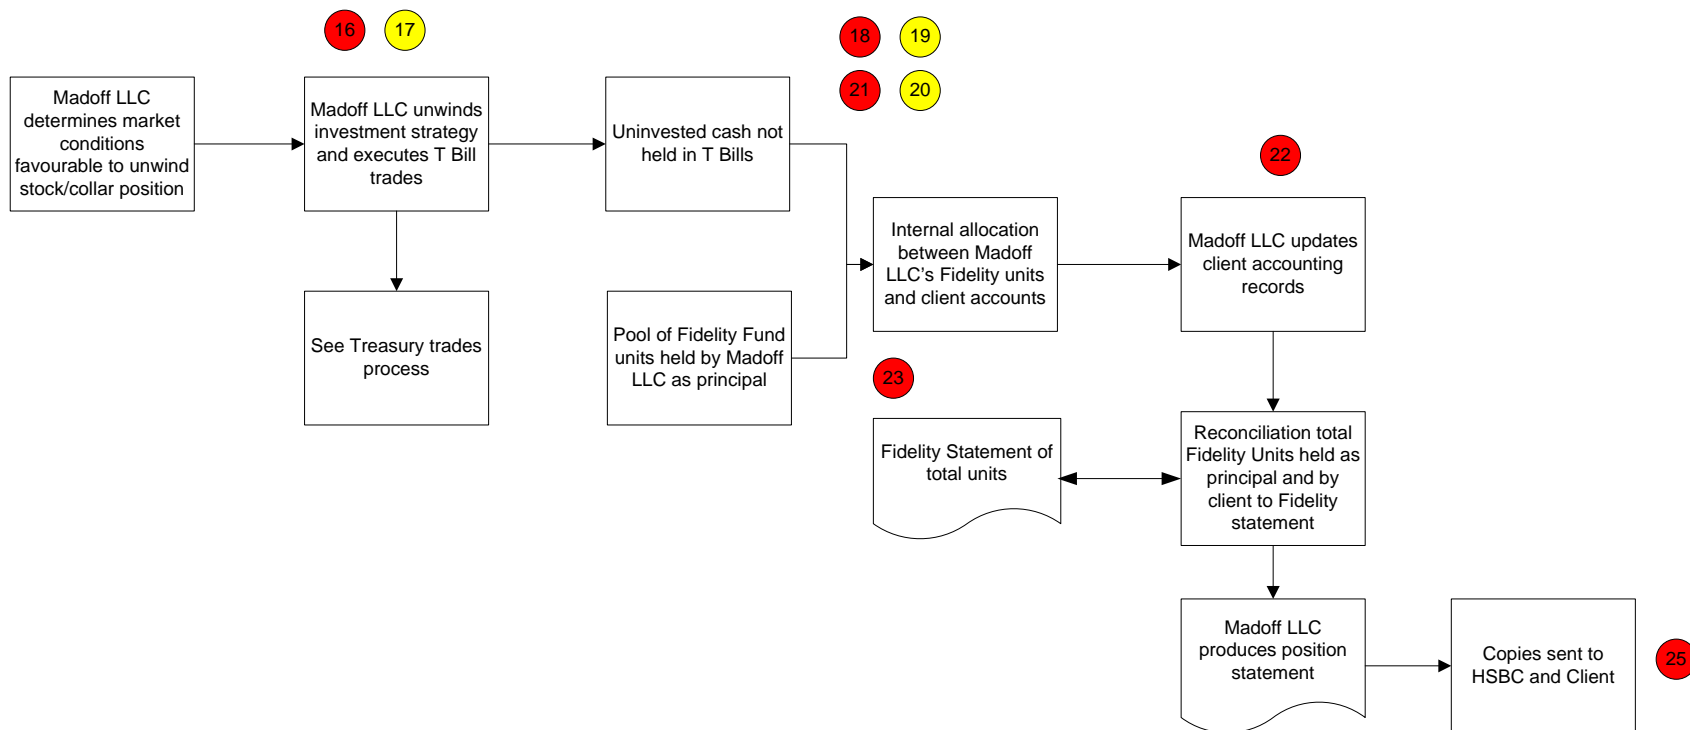 16
17
18
19
21
20
Madoff LLC
determines market
conditions
favourable to unwind
stock/collar position
Madoff LLC unwinds
investment strategy
and executes T Bill
trades
Uninvested cash not
held in T Bills
22
Internal allocation
between Madoff
LLC's Fidelity units
and client accounts
Madoff LLC updates
client accounting
records
See Treasury trades
process
Pool of Fidelity Fund
units held by Madoff
LLC as principal
23
Fidelity Statement of
total units
Reconciliation total
Fidelity Units held as
principal and by
client to Fidelity
statement
Madoff LLC
produces position
statement
Copies sent to
HSBC and Client
25